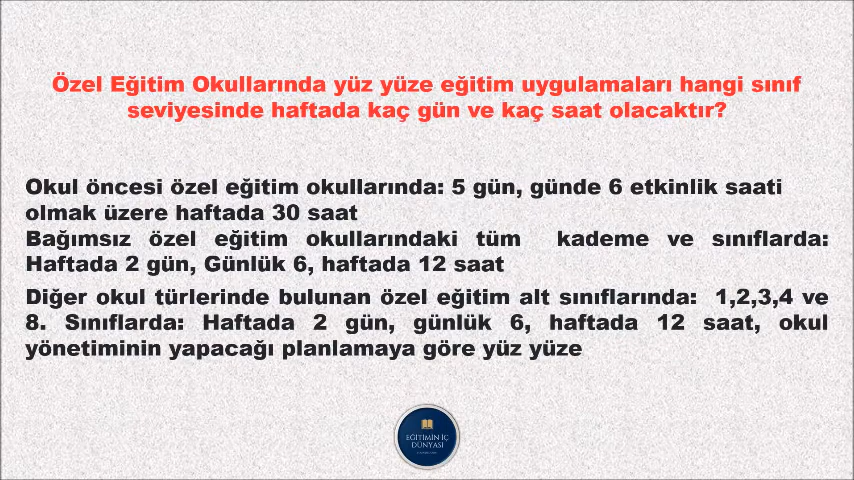 Özel Eğitim Okullarında yüz yüze eğitim uygulamaları hangi sınıf
seviyesinde haftada kaç gün ve kaç saat olacaktır?
Okul öncesi özel eğitim okullarında: 5 gün, günde 6 etkinlik saati
olmak üzere haftada 30 saat
Bağımsız özel eğitim okullarındaki tüm kademe ve sınıflarda:
Haftada 2 gün, Günlük 6, haftada 12 saat
Diğer okul türlerinde bulunan özel eğitim alt sınıflarında: 1,2,3,4 ve
8. Sınıflarda: Haftada 2 gün, günlük 6, haftada 12 saat, okul
yönetiminin yapacağı planlamaya göre yüz yüze
EĞİTİMİN İÇ
DÜNYASI